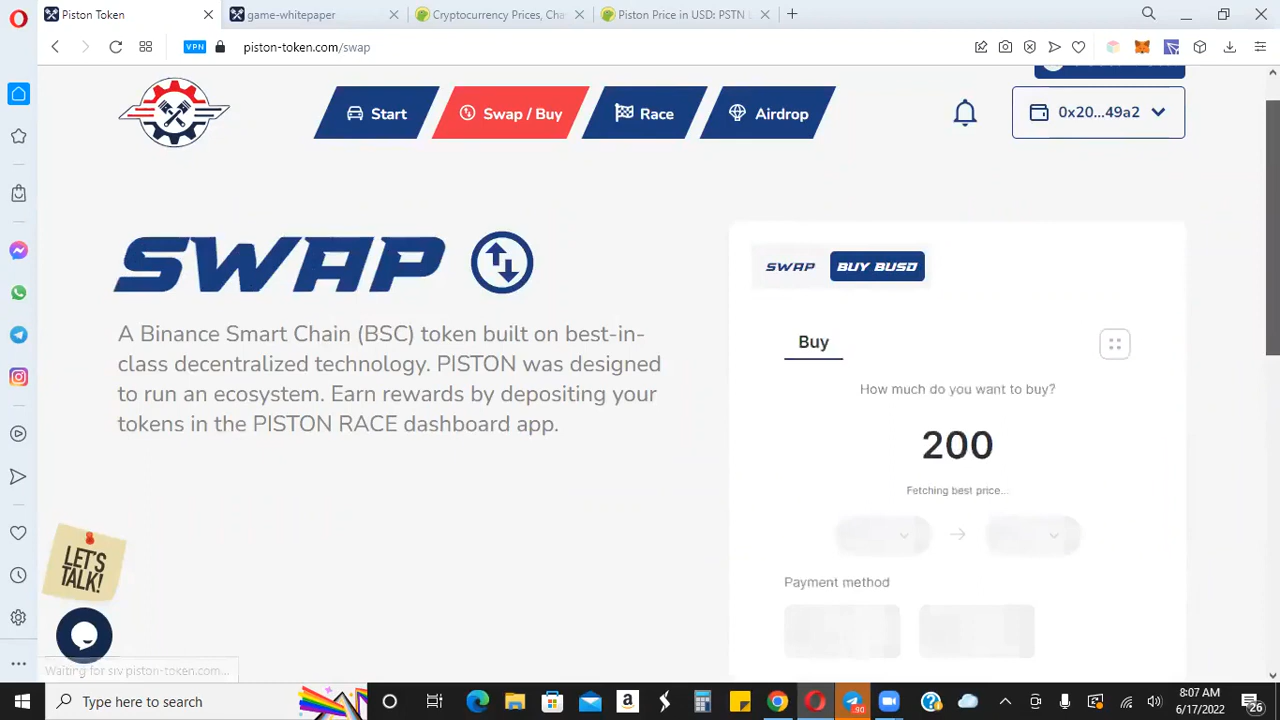 Piston Token
game-whitepaper
Cryptocurrency Prices, Cha
Piston Price in USD: PSTN L
VPN
piston-token.com/swap
Start
Swap / Buy
Race
Airdrop
0x20...49a2
SWAP
A Binance Smart Chain (BSC) token built on best-in-
class decentralized technology. PISTON was designed
to run an ecosystem. Earn rewards by depositing your
tokens in the PISTON RACE dashboard app.
SWAP
BUY BUSD
Buy
How much do you want to buy?
200
Fetching best price...
Payment method
LET'S
TALK!
Waiting for srv.piston-token.com...
Type here to search
90
8:07 AM
6/17/2022
26